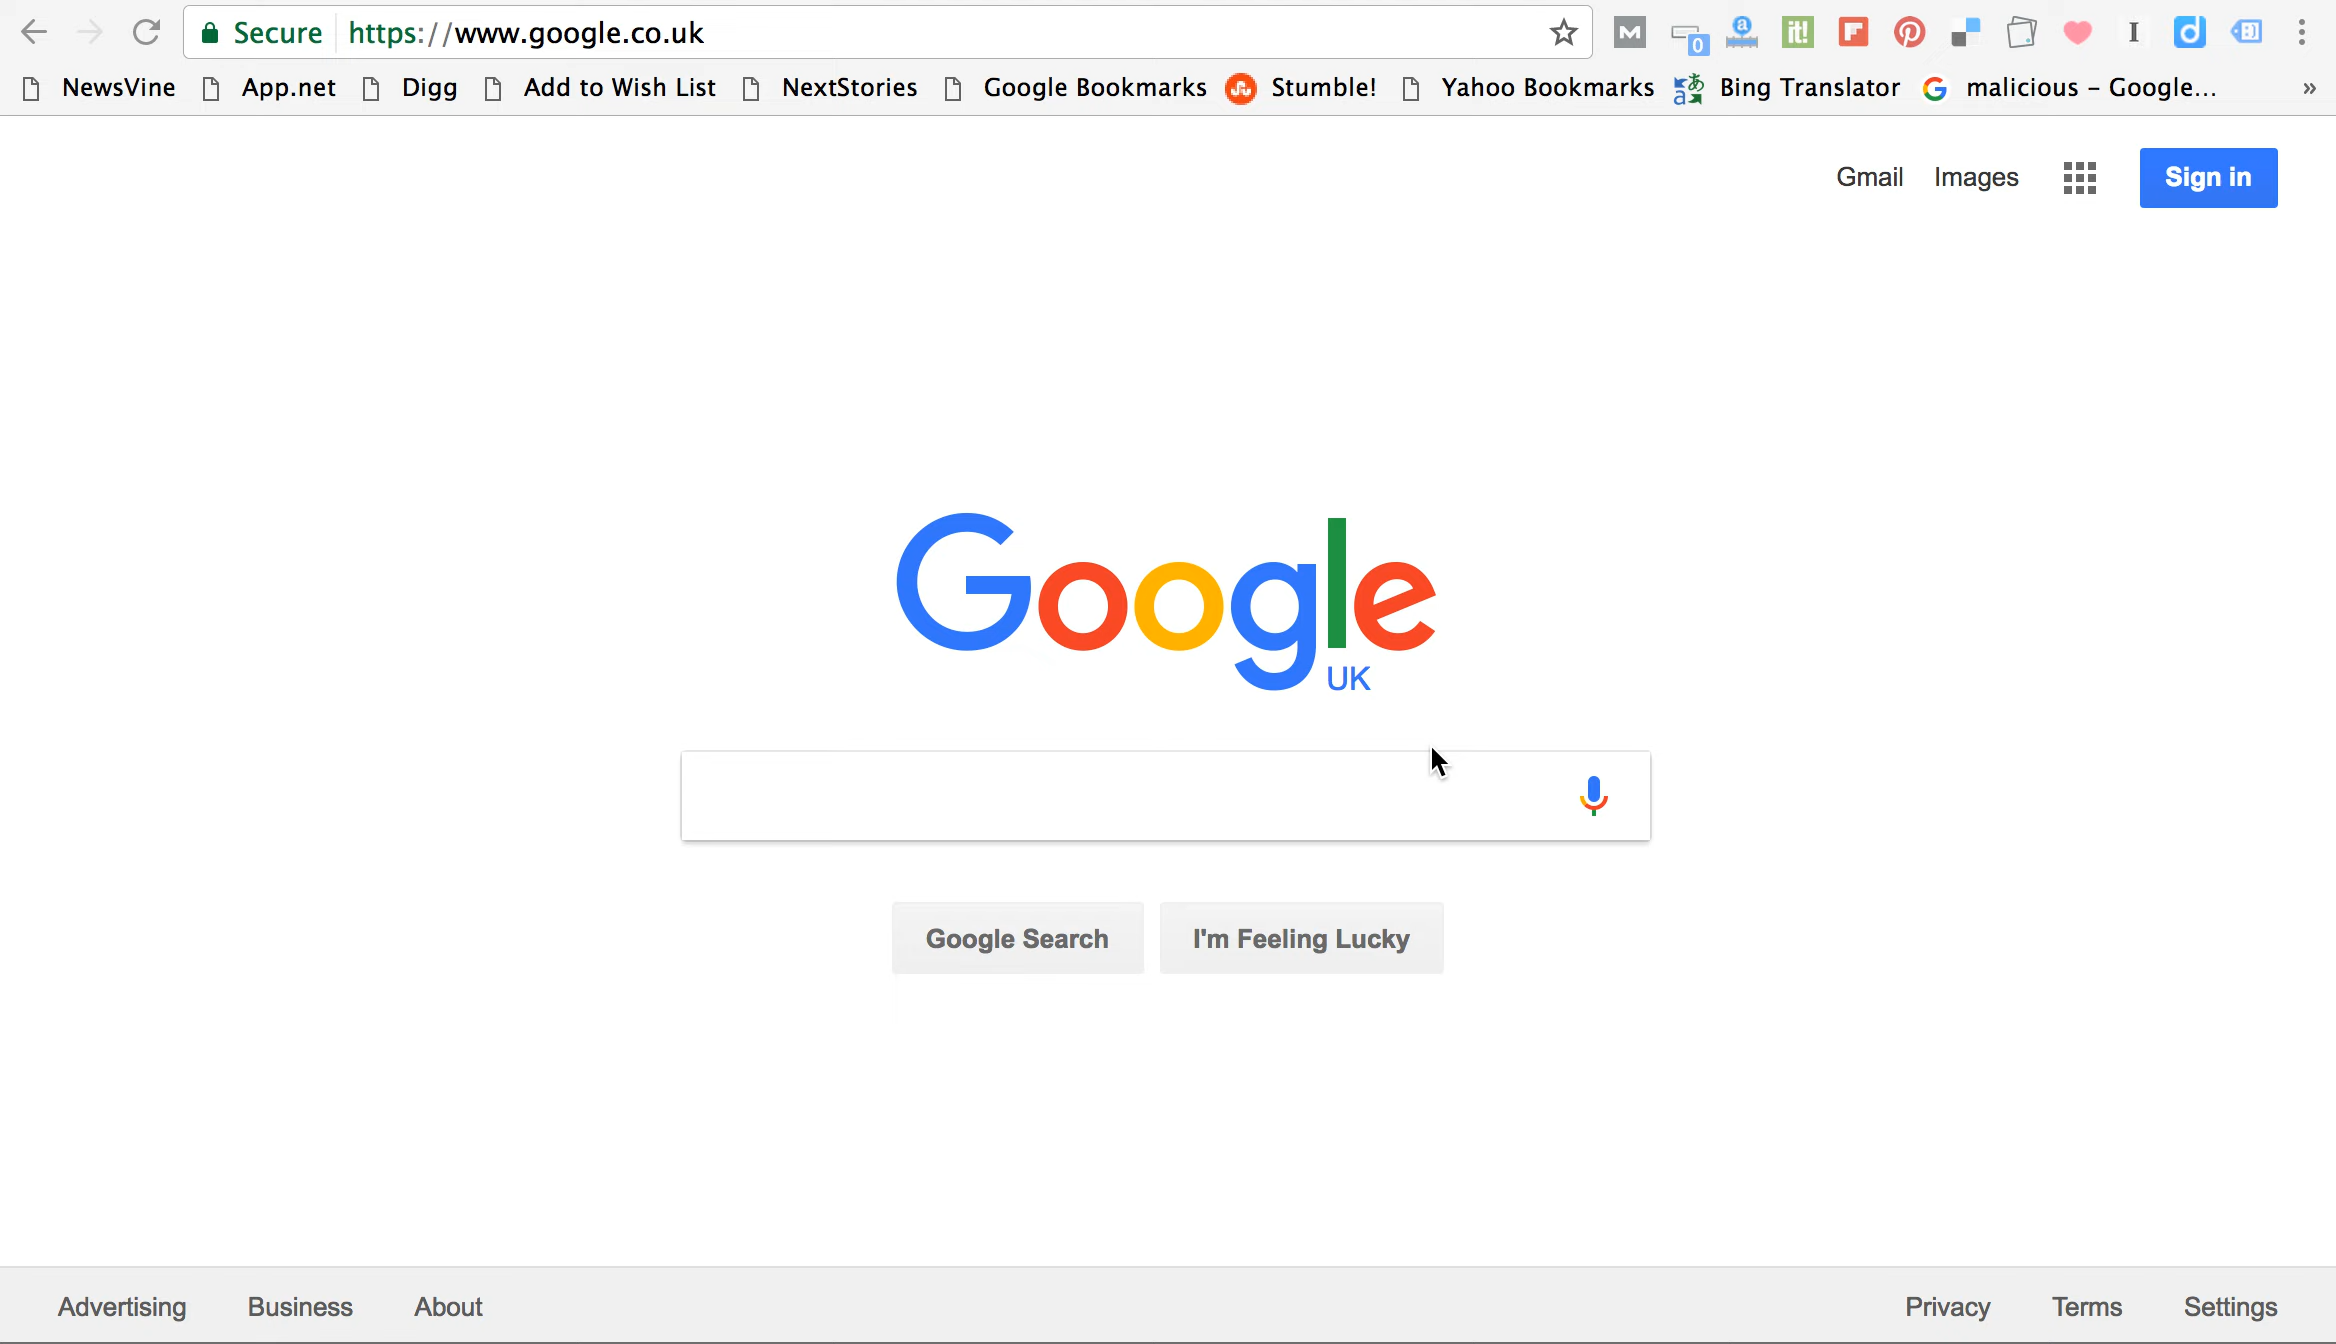 Secure https://www.google.co.uk 0 a it! d
NewsVine App.net Digg Add to Wish List NextStories Google Bookmarks Stumble! Yahoo Bookmarks Bing Translator malicious – Google... »
Gmail Images Sign in
Google
UK
Google Search I'm Feeling Lucky
Advertising Business About Privacy Terms Settings